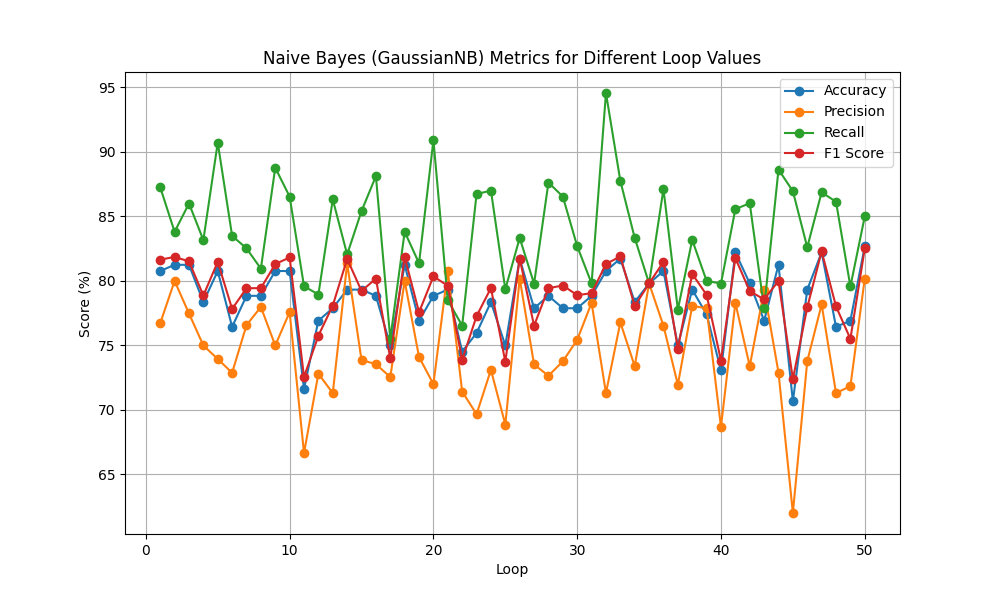 Naive Bayes (GaussianNB) Metrics for Different Loop Values
Accuracy
Precision
Recall
F1 Score
Score (%)
95
90
85
80
75
70
65
0
10
20
30
40
50
Loop